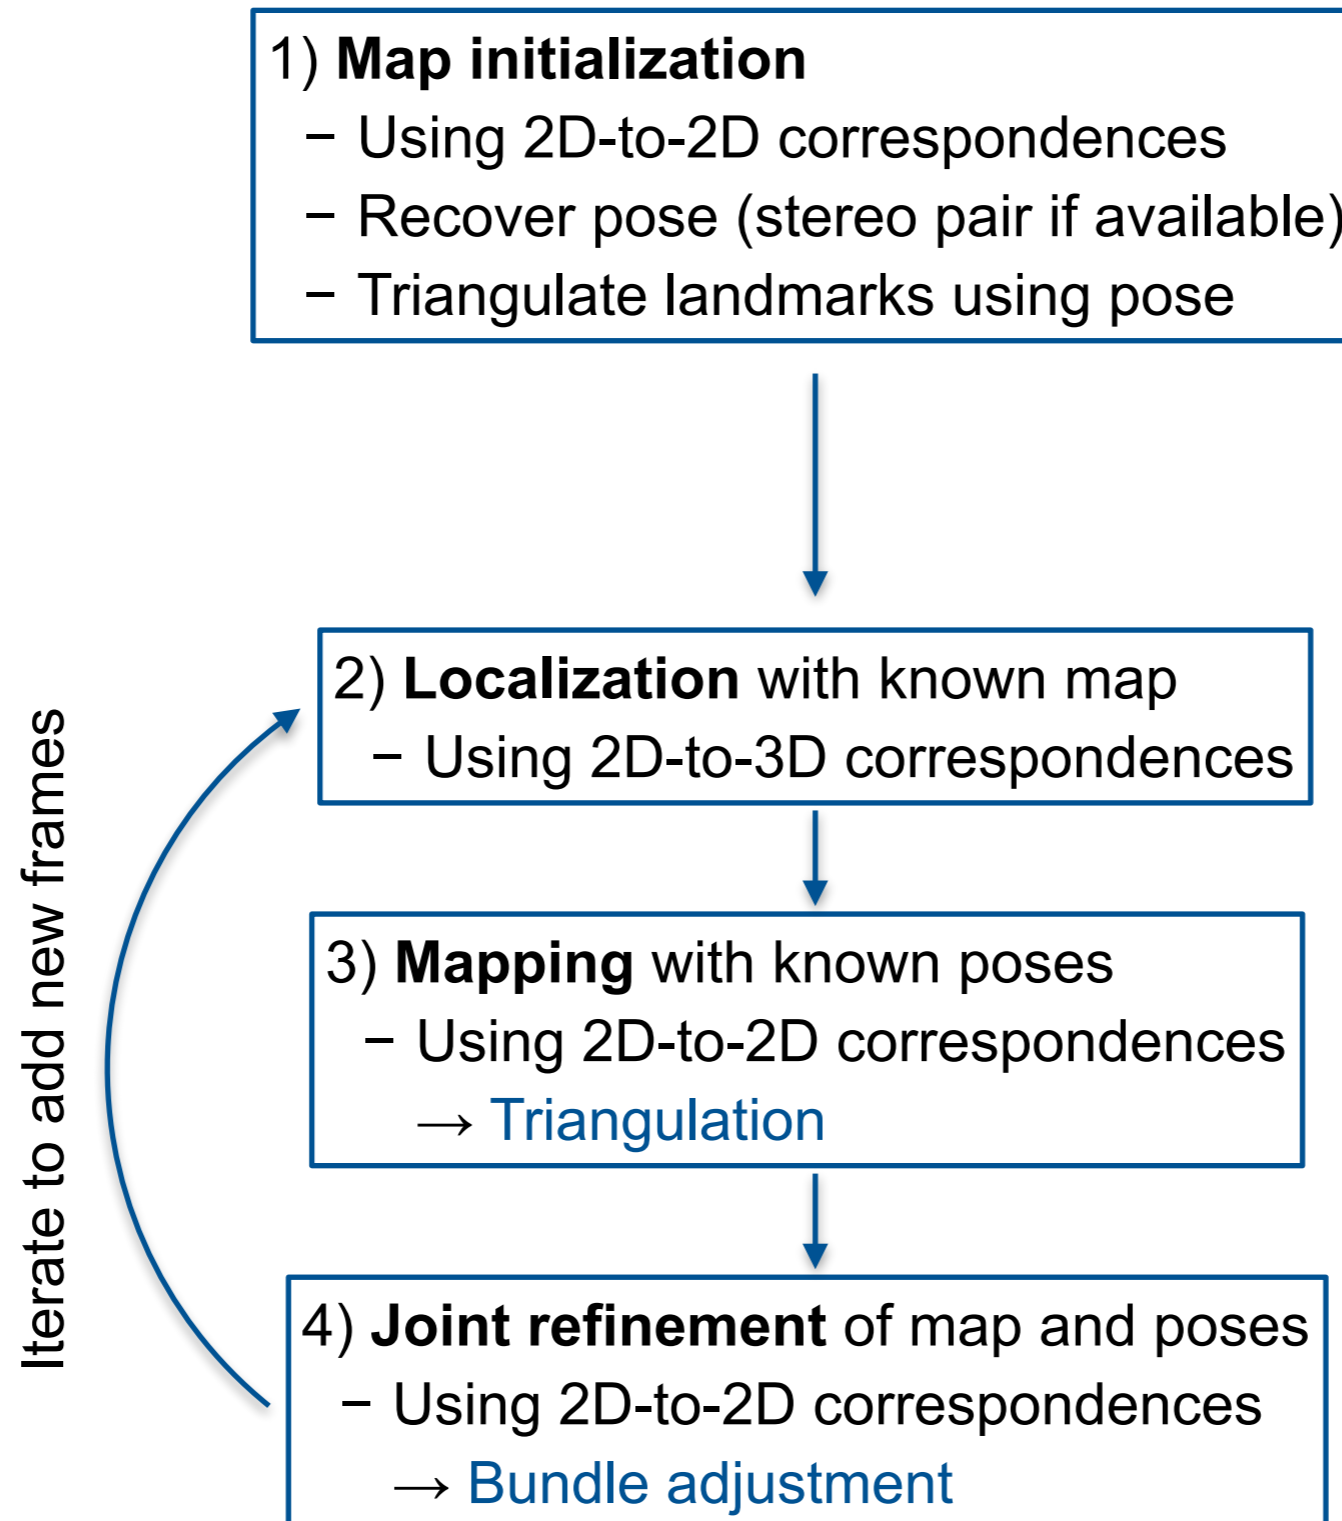 1) Map initialization
− Using 2D-to-2D correspondences
− Recover pose (stereo pair if available)
− Triangulate landmarks using pose
Iterate to add new frames
2) Localization with known map
− Using 2D-to-3D correspondences
3) Mapping with known poses
− Using 2D-to-2D correspondences
→ Triangulation
4) Joint refinement of map and poses
− Using 2D-to-2D correspondences
→ Bundle adjustment